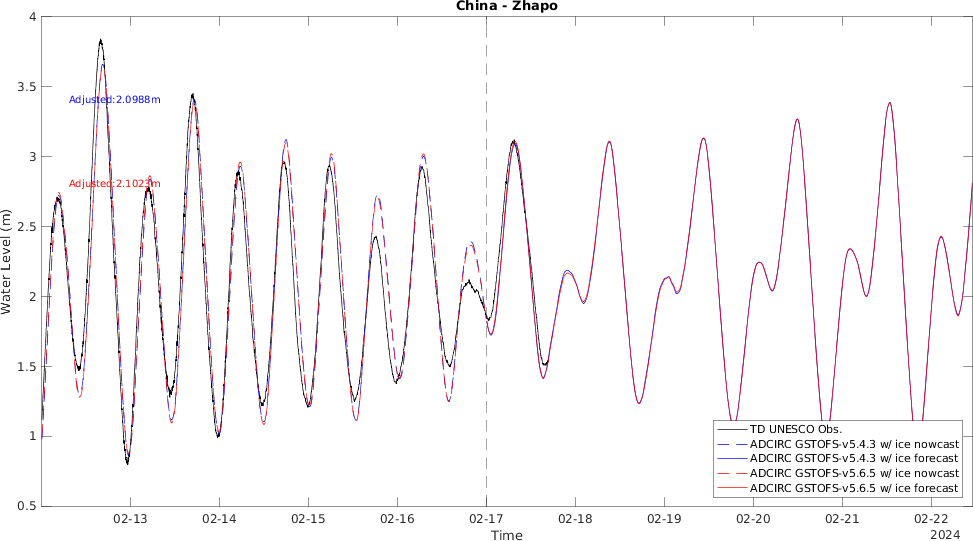 China - Zhapo
4
3.5
3
2.5
2
1.5
1
0.5
Water Level (m)
Adjusted:2.0988m
Adjusted:2.1023m
TD UNESCO Obs.
ADCIRC GSTOFS-v5.4.3 w/ ice nowcast
ADCIRC GSTOFS-v5.4.3 w/ ice forecast
ADCIRC GSTOFS-v5.6.5 w/ ice nowcast
ADCIRC GSTOFS-v5.6.5 w/ ice forecast
02-13 02-14 02-15 02-16 02-17 02-18 02-19 02-20 02-21 02-22
2024
Time